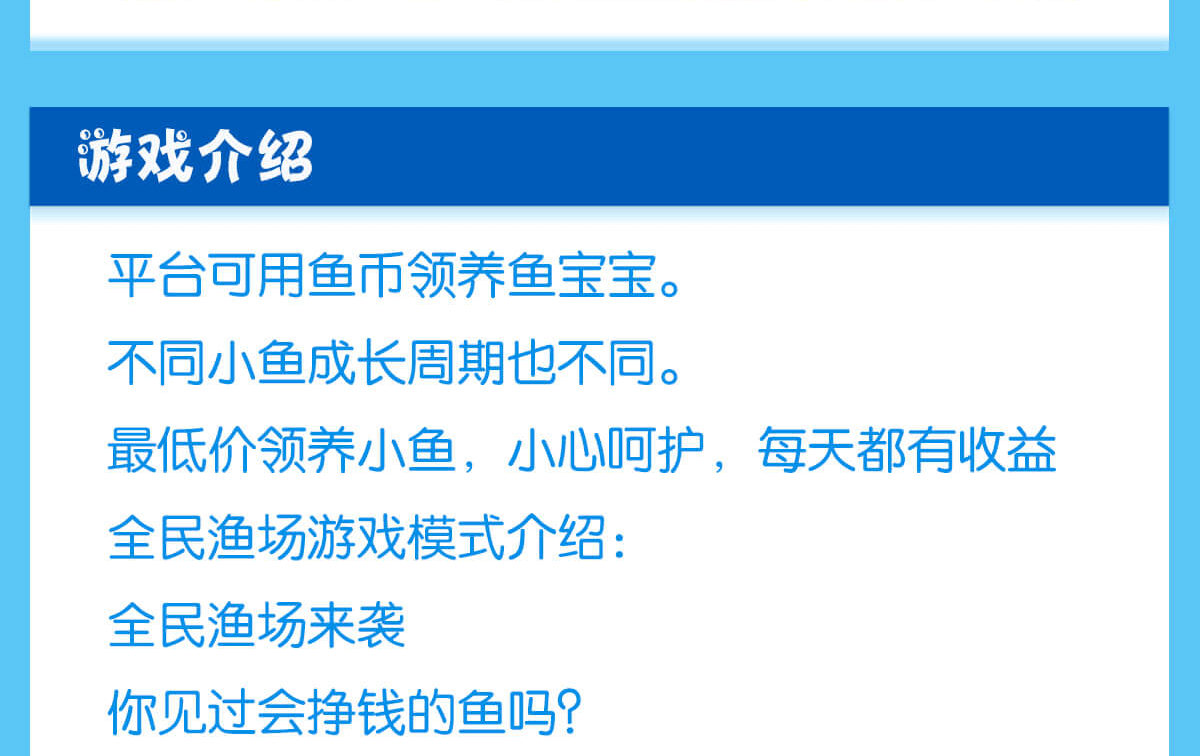 游戏介绍
平台可用鱼币领养鱼宝宝。
不同小鱼成长周期也不同。
最低价领养小鱼，小心呵护，每天都有收益
全民渔场游戏模式介绍：
全民渔场来袭
你见过会挣钱的鱼吗？